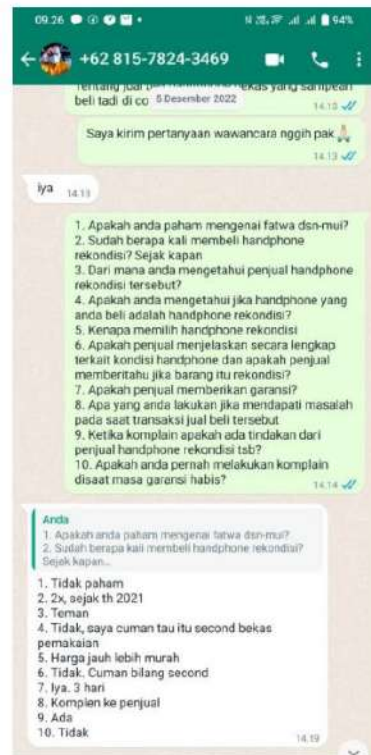 09.26
94%
+62 815-7824-3469
beli tadi di co
5 Desember 2022
14.13
Saya kirim pertanyaan wawancara nggih pak🙏
14.13
iya
14.13
1. Apakah anda paham mengenai fatwa dsn-mui?
2. Sudah berapa kali membeli handphone
rekondisi? Sejak kapan
3. Dari mana anda mengetahui penjual handphone
rekondisi tersebut?
4. Apakah anda mengetahui jika handphone yang
anda beli adalah handphone rekondisi?
5. Kenapa memilih handphone rekondisi
6. Apakah penjual menjelaskan secara lengkap
terkait kondisi handphone dan apakah penjual
memberitahu jika barang itu rekondisi?
7. Apakah penjual memberikan garansi?
8. Apa yang anda lakukan jika mendapati masalah
pada saat transaksi jual beli tersebut
9. Ketika komplain apakah ada tindakan dari
penjual handphone rekondisi tsb?
10. Apakah anda pernah melakukan komplain
disaat masa garansi habis?
14.14
Anda
1. Apakah anda paham mengenai fatwa dsn-mui?
2. Sudah berapa kali membeli handphone rekondisi?
Sejak kapan...
1. Tidak paham
2. 2x, sejak th 2021
3. Teman
4. Tidak, saya cuman tau itu second bekas
pemakaian
5. Harga jauh lebih murah
6. Tidak. Cuman bilang second
7. Iya. 3 hari
8. Komplen ke penjual
9. Ada
10. Tidak
14.19